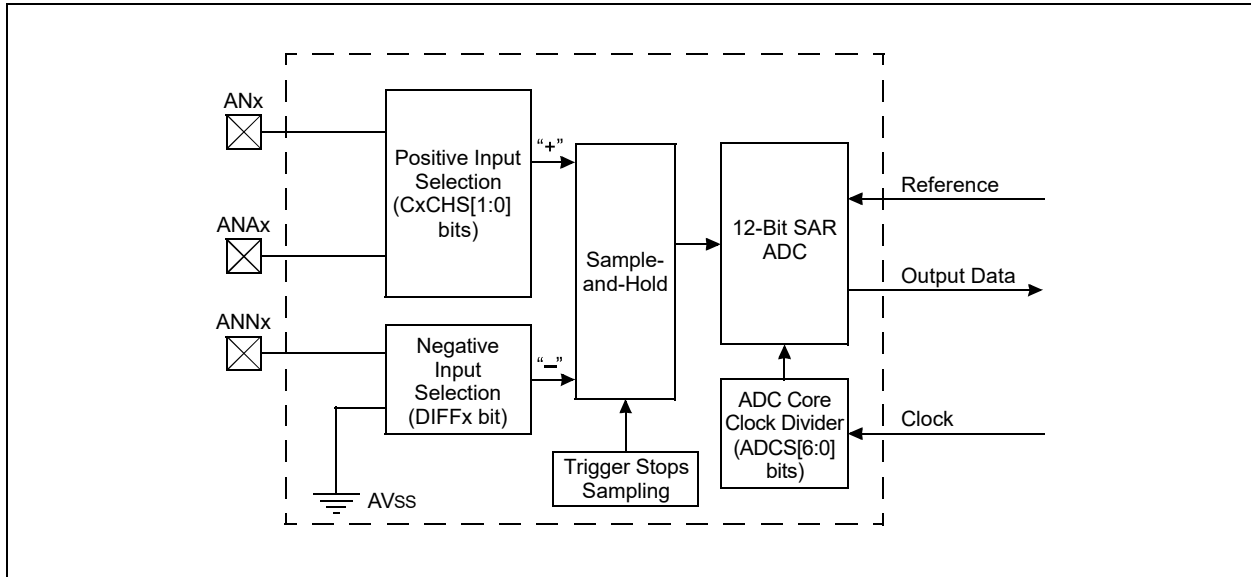 ANx
ANAx
ANNx
Positive Input
Selection
(CxCHS[1:0]
bits)
“+”
Negative
Input
Selection
(DIFFx bit)
“–”
AVSS
Sample-
and-Hold
Trigger Stops
Sampling
12-Bit SAR
ADC
ADC Core
Clock Divider
(ADCS[6:0]
bits)
Reference
Output Data
Clock